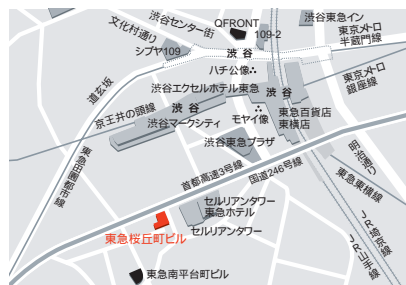 渋谷センター街
QFRONT
渋谷東急イン
文化村通り
109-2
シブヤ109
渋谷
東京メトロ
半蔵門線
ハチ公像
道玄坂
渋谷エクセルホテル東急
渋谷
東京メトロ
銀座線
京王井の頭線
渋谷
渋谷マークシティ
モヤイ像
東急百貨店
東横店
渋谷東急プラザ
明治通り
東急田園都市線
首都高速3号線
国道246号線
東急東横線
セルリアンタワー
東急ホテル
東急桜丘町ビル
セルリアンタワー
JR埼京線
JR山手線
東急南平台町ビル